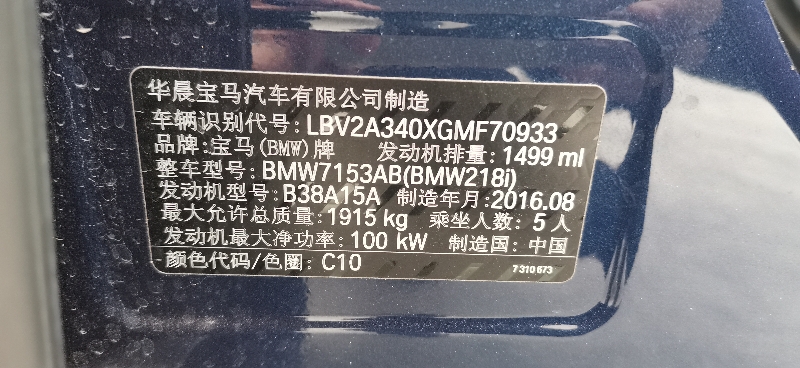 华晨宝马汽车有限公司制造
车辆识别代号: LBV2A340XGMF70933
品牌: 宝马(BMW)牌 发动机排量: 1499 ml
整车型号: BMW7153AB(BMW218i)
发动机型号: B38A15A 制造年月: 2016.08
最大允许总质量: 1915 kg 乘坐人数: 5 人
发动机最大净功率: 100 kW 制造国: 中国
颜色代码/色圈: C10 7 310 673